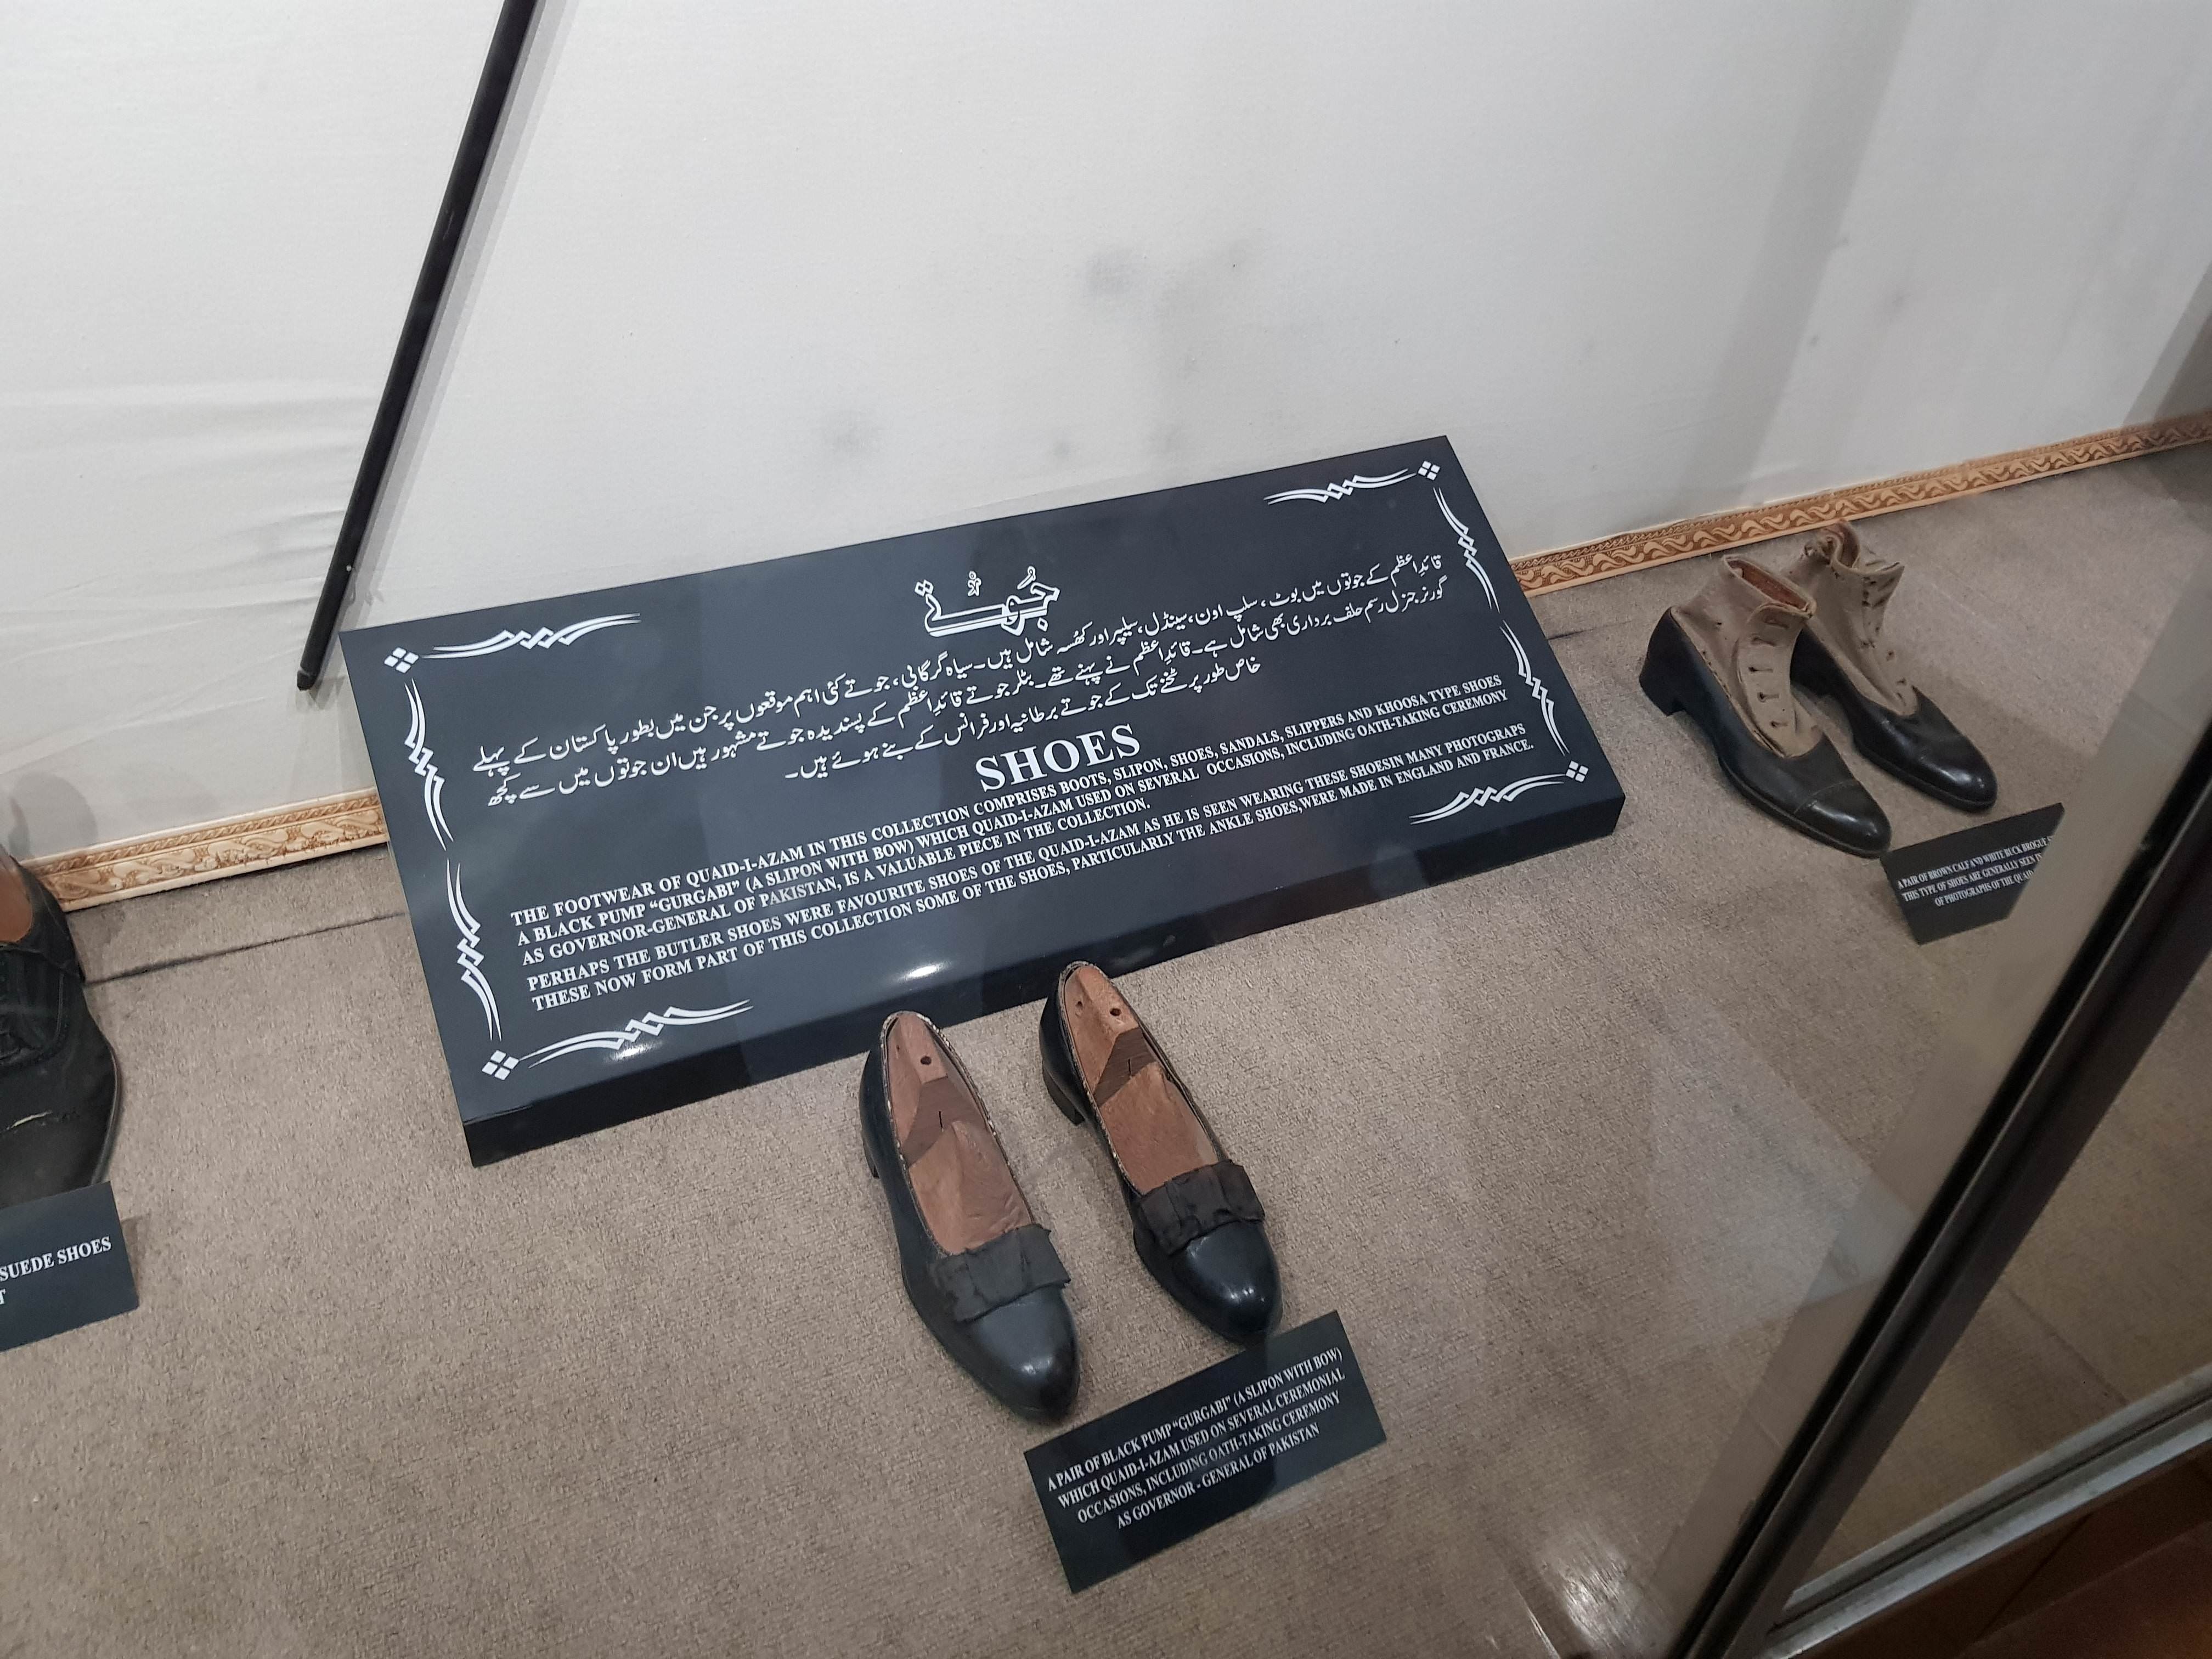 جُوتے
قائدِاعظم کے جوتوں میں بوٹ، سلپ اون، سینڈل، سلیپر اور کھُسہ شامل ہیں۔ سیاہ گرگابی، جوتے کئی اہم موقعوں پر جن میں بطور پاکستان کے پہلے
گورنر جنرل رسم حلف برداری بھی شامل ہے۔ قائدِاعظم نے پہنے تھے۔ بٹلر جوتے قائدِاعظم کے پسندیدہ جوتے مشہور ہیں ان جوتوں میں سے کچھ
خاص طور پر ٹخنے تک کے جوتے برطانیہ اور فرانس کے بنے ہوئے ہیں۔
SHOES
THE FOOTWEAR OF QUAID-I-AZAM IN THIS COLLECTION COMPRISES BOOTS, SLIPON, SHOES, SANDALS, SLIPPERS AND KHOOSA TYPE SHOES
A BLACK PUMP “GURGABI” (A SLIPON WITH BOW) WHICH QUAID-I-AZAM USED ON SEVERAL OCCASIONS, INCLUDING OATH-TAKING CEREMONY
AS GOVERNOR-GENERAL OF PAKISTAN, IS A VALUABLE PIECE IN THE COLLECTION.
PERHAPS THE BUTLER SHOES WERE FAVOURITE SHOES OF THE QUAID-I-AZAM AS HE IS SEEN WEARING THESE SHOESIN MANY PHOTOGRAPS
THESE NOW FORM PART OF THIS COLLECTION SOME OF THE SHOES, PARTICULARLY THE ANKLE SHOES, WERE MADE IN ENGLAND AND FRANCE.
A PAIR OF BROWN CALF AND WHITE BUCK BROGUE
THIS TYPE OF SHOES ARE GENERALLY SEEN
OF PHOTOGRAPHS OF THE QUAID
SUEDE SHOES
A PAIR OF BLACK PUMP “GURGABI” (A SLIPON WITH BOW)
WHICH QUAID-I-AZAM USED ON SEVERAL CEREMONIAL
OCCASIONS, INCLUDING OATH-TAKING CEREMONY
AS GOVERNOR - GENERAL OF PAKISTAN